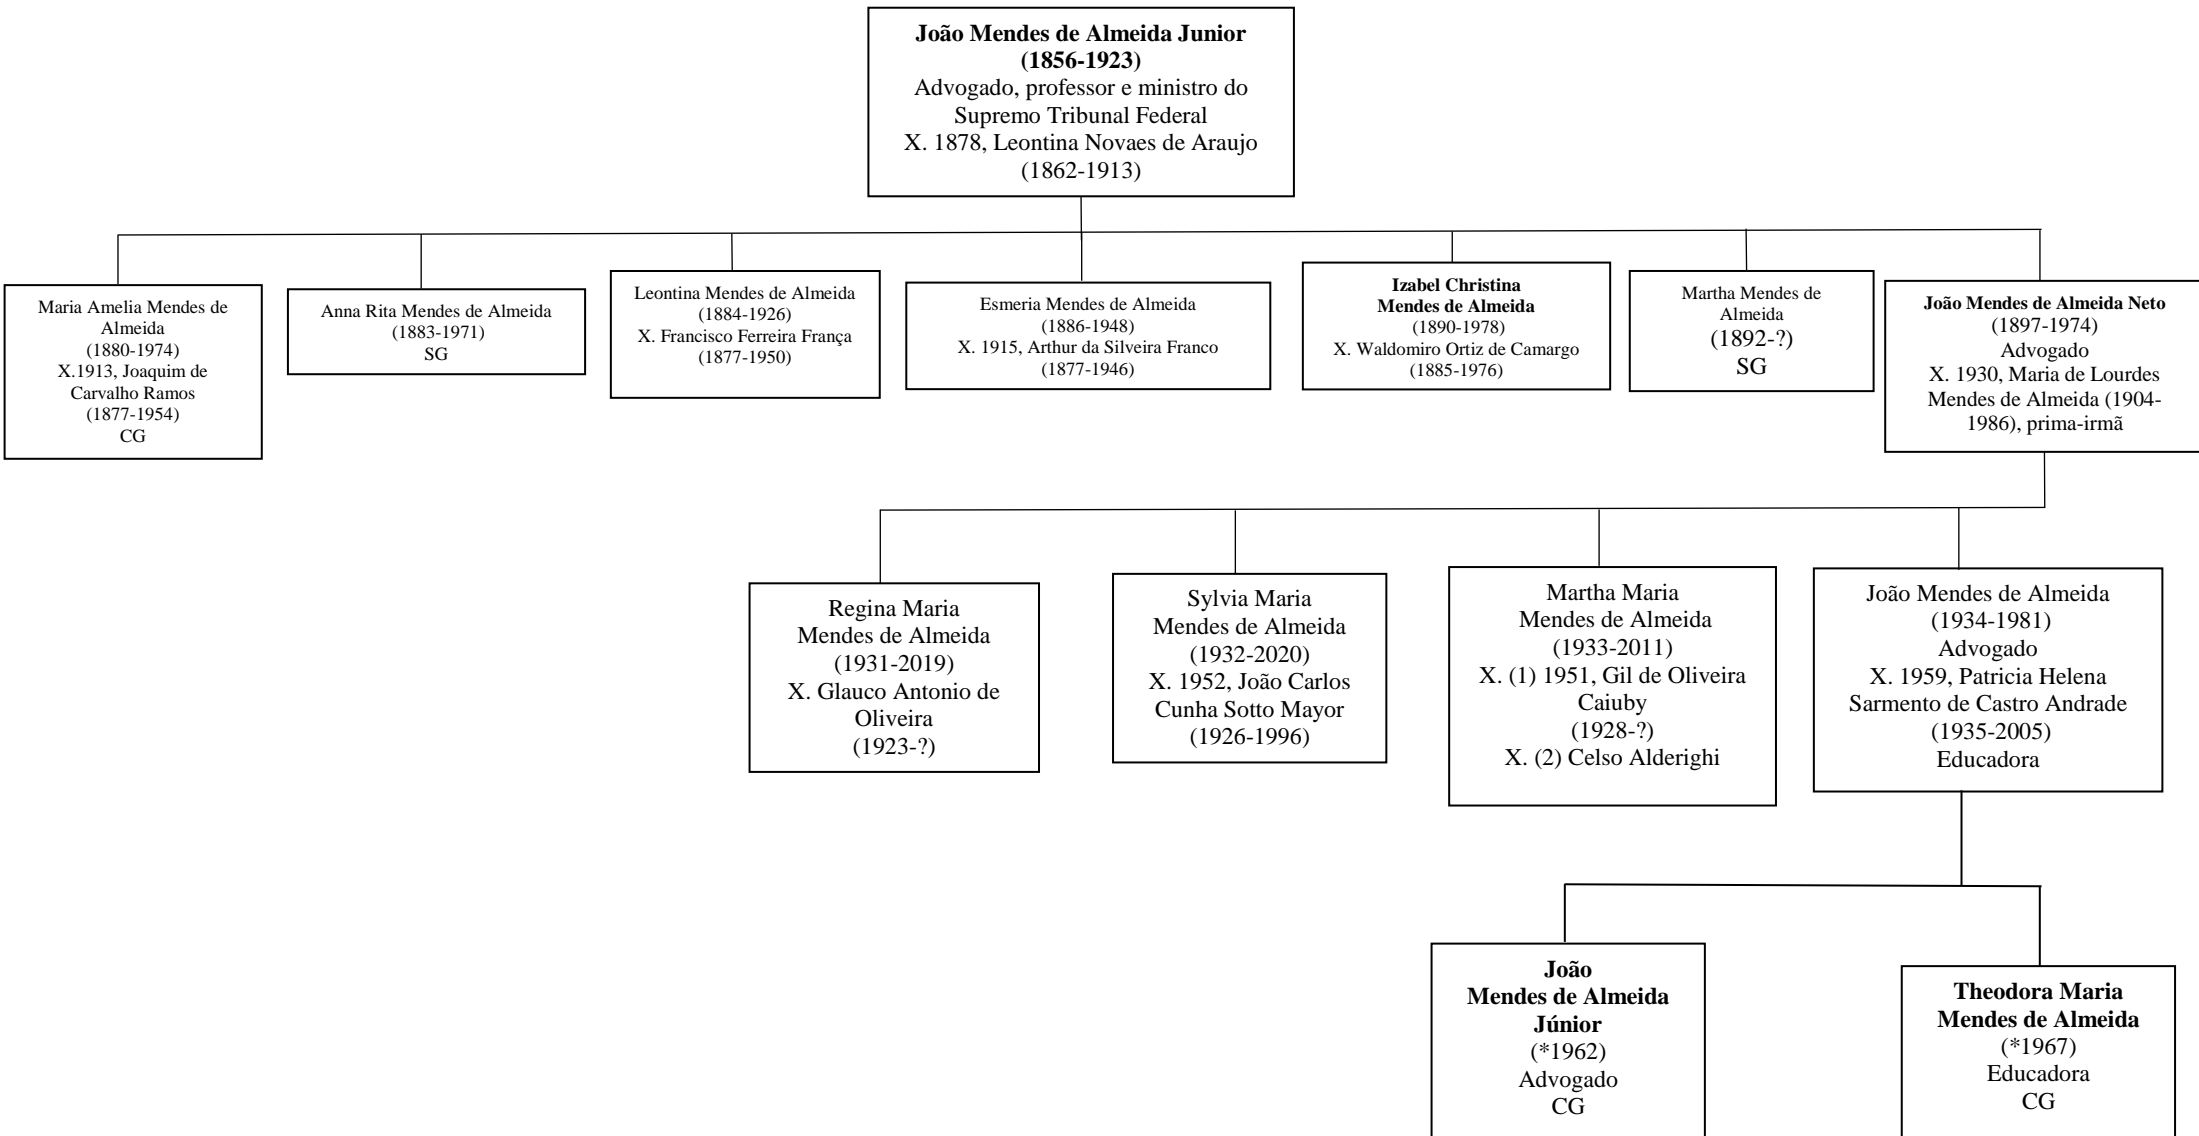 João Mendes de Almeida Junior
(1856-1923)
Advogado, professor e ministro do
Supremo Tribunal Federal
X. 1878, Leontina Novaes de Araujo
(1862-1913)
Maria Amelia Mendes de
Almeida
(1880-1974)
X.1913, Joaquim de
Carvalho Ramos
(1877-1954)
CG
Anna Rita Mendes de Almeida
(1883-1971)
SG
Leontina Mendes de Almeida
(1884-1926)
X. Francisco Ferreira França
(1877-1950)
Esmeria Mendes de Almeida
(1886-1948)
X. 1915, Arthur da Silveira Franco
(1877-1946)
Izabel Christina
Mendes de Almeida
(1890-1978)
X. Waldomiro Ortiz de Camargo
(1885-1976)
Martha Mendes de
Almeida
(1892-?)
SG
João Mendes de Almeida Neto
(1897-1974)
Advogado
X. 1930, Maria de Lourdes
Mendes de Almeida (1904-
1986), prima-irmã
Regina Maria
Mendes de Almeida
(1931-2019)
X. Glauco Antonio de
Oliveira
(1923-?)
Sylvia Maria
Mendes de Almeida
(1932-2020)
X. 1952, João Carlos
Cunha Sotto Mayor
(1926-1996)
Martha Maria
Mendes de Almeida
(1933-2011)
X. (1) 1951, Gil de Oliveira
Caiuby
(1928-?)
X. (2) Celso Alderighi
João Mendes de Almeida
(1934-1981)
Advogado
X. 1959, Patricia Helena
Sarmento de Castro Andrade
(1935-2005)
Educadora
João
Mendes de Almeida
Júnior
(*1962)
Advogado
CG
Theodora Maria
Mendes de Almeida
(*1967)
Educadora
CG